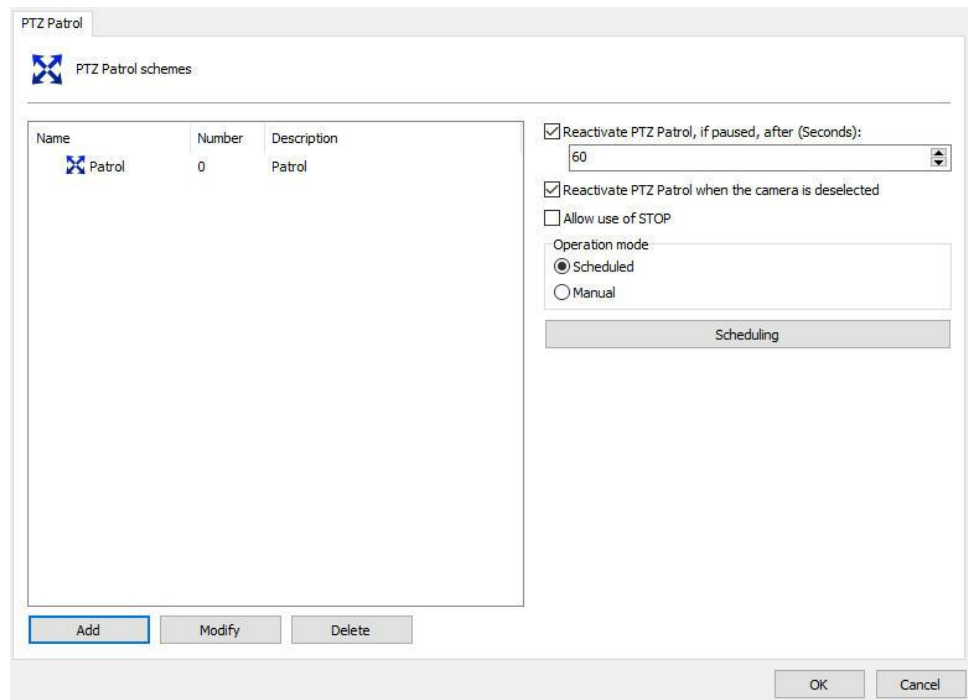 PTZ Patrol
PTZ Patrol schemes
Name Number Description
Patrol 0 Patrol
Reactivate PTZ Patrol, if paused, after (Seconds):
60
Reactivate PTZ Patrol when the camera is deselected
Allow use of STOP
Operation mode
Scheduled
Manual
Scheduling
Add Modify Delete
OK Cancel